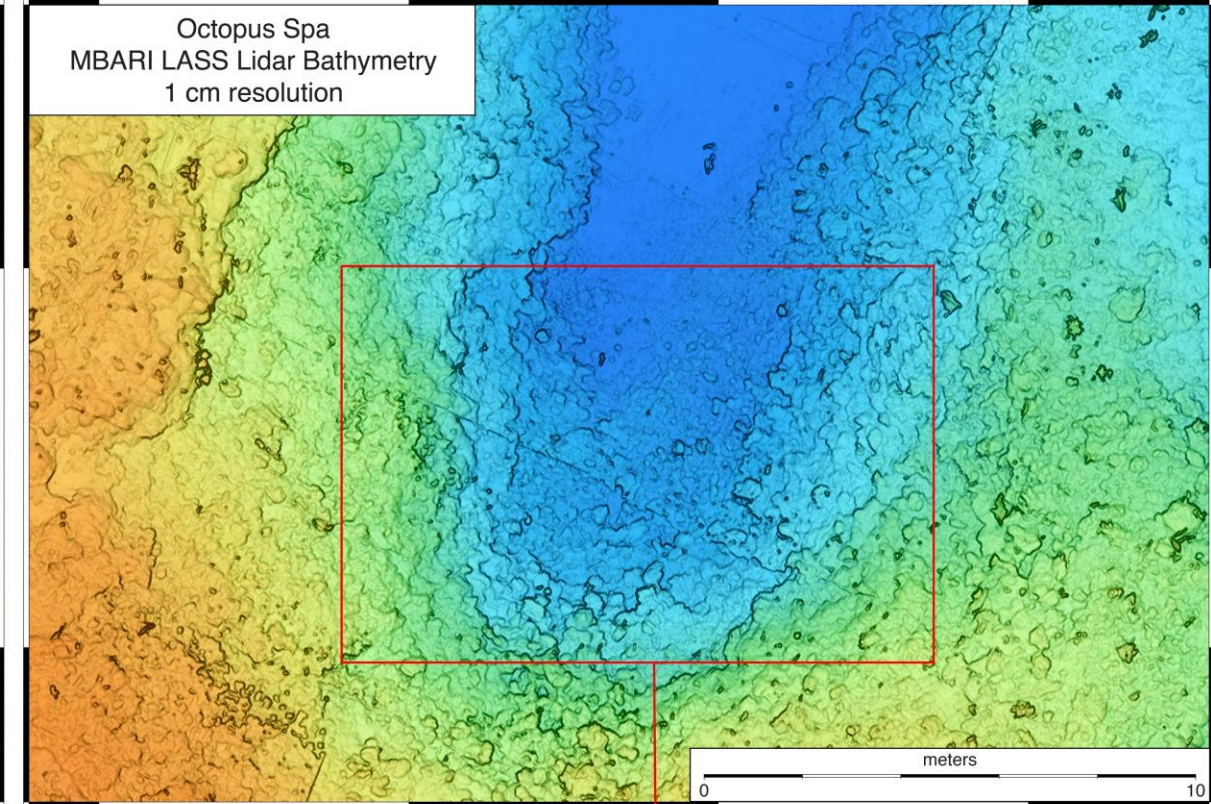 Octopus Spa
MBARI LASS Lidar Bathymetry
1 cm resolution
meters
0 10